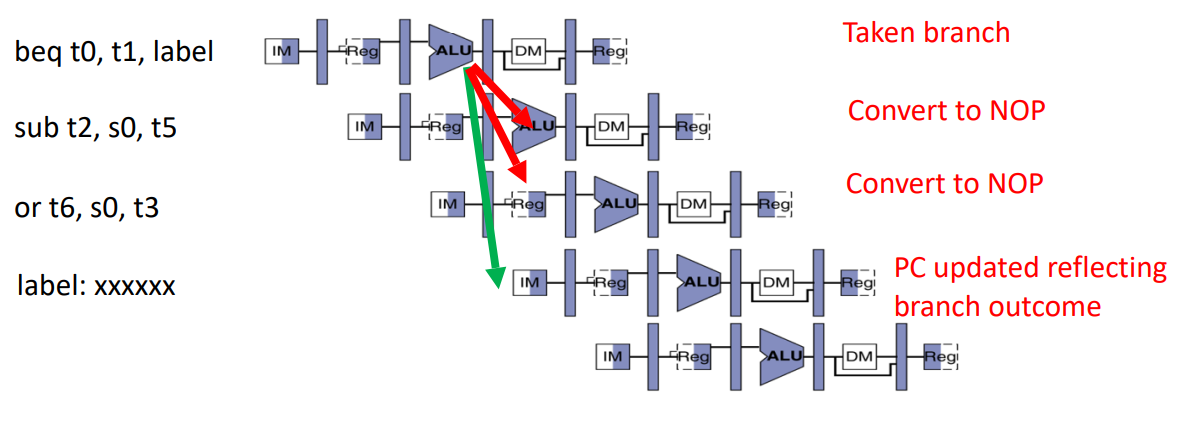 beq t0, t1, label
IM Reg ALU DM Reg
Taken branch
sub t2, s0, t5
IM Reg ALU DM Reg
Convert to NOP
or t6, s0, t3
IM Reg ALU DM Reg
Convert to NOP
label: xxxxxx
IM Reg ALU DM Reg
PC updated reflecting
branch outcome
IM Reg ALU DM Reg